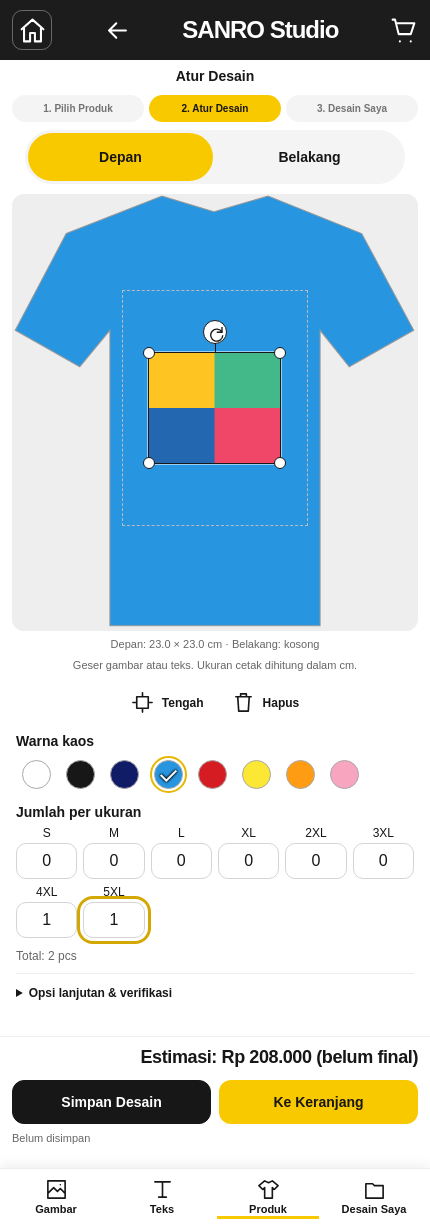 SANRO Studio
Atur Desain
1. Pilih Produk
2. Atur Desain
3. Desain Saya
Depan
Belakang
Depan: 23.0 × 23.0 cm · Belakang: kosong
Geser gambar atau teks. Ukuran cetak dihitung dalam cm.
Tengah
Hapus
Warna kaos
Jumlah per ukuran
S M L XL 2XL 3XL
0 0 0 0 0 0
4XL 5XL
1 1
Total: 2 pcs
Opsi lanjutan & verifikasi
Estimasi: Rp 208.000 (belum final)
Simpan Desain
Ke Keranjang
Belum disimpan
Gambar
Teks
Produk
Desain Saya